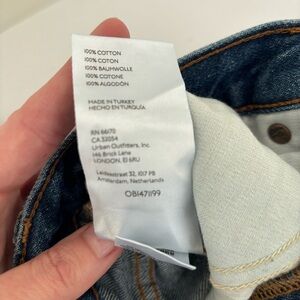 100% COTTON
100% COTON
100% BAUMWOLLE
100% COTONE
100% ALGODÓN
MADE IN TURKEY
HECHO EN TURQUÍA
RN 66170
CA 33054
Urban Outfitters, Inc
146 Brick Lane
LONDON, E1 6RU
Leidsestraat 32, 1017 PB
Amsterdam, Netherlands
OB1471199